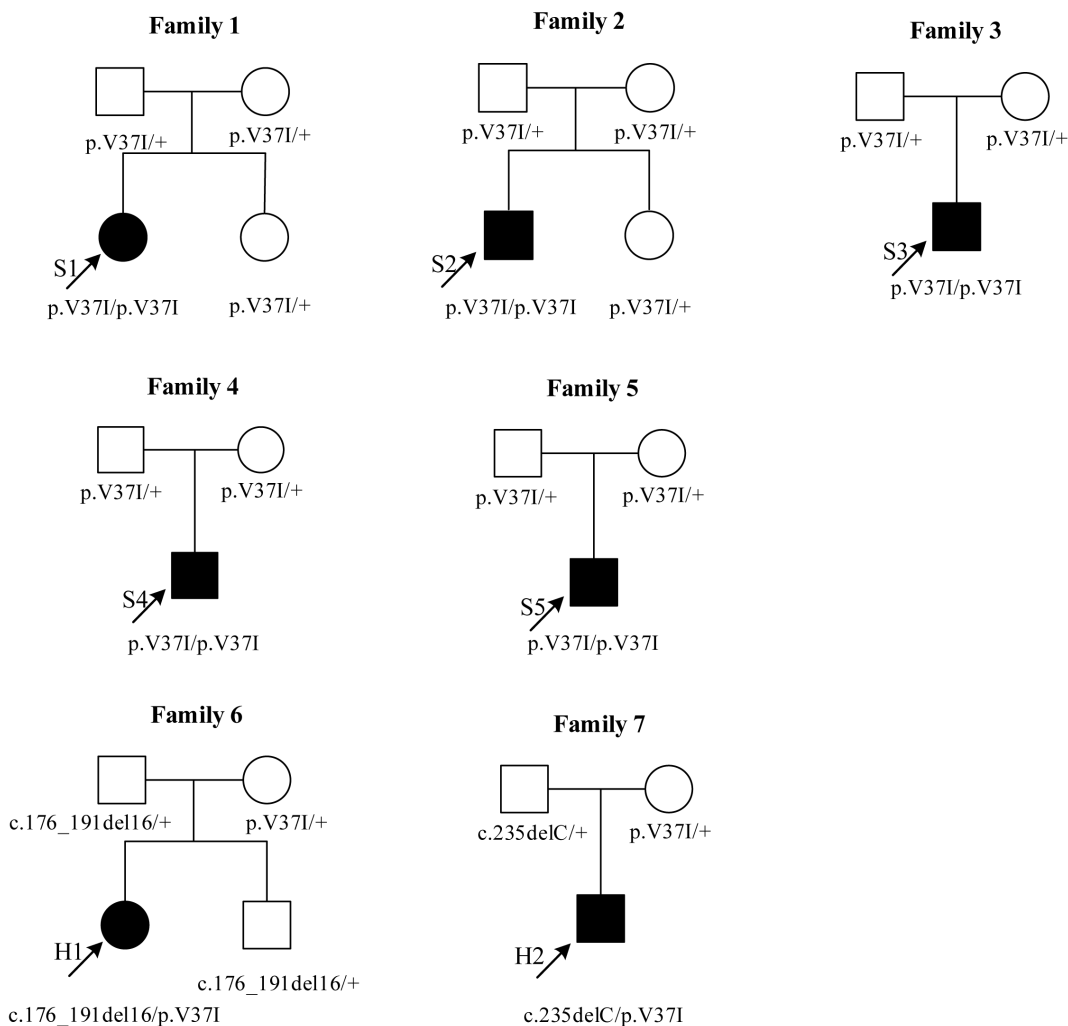 Family 1
p.V37I/+
p.V37I/+
S1
p.V37I/p.V37I
p.V37I/+
Family 2
p.V37I/+
p.V37I/+
S2
p.V37I/p.V37I
p.V37I/+
Family 3
p.V37I/+
p.V37I/+
S3
p.V37I/p.V37I
Family 4
p.V37I/+
p.V37I/+
S4
p.V37I/p.V37I
Family 5
p.V37I/+
p.V37I/+
S5
p.V37I/p.V37I
Family 6
c.176_191del16/+
p.V37I/+
H1
c.176_191del16/+
c.176_191del16/p.V37I
Family 7
c.235delC/+
p.V37I/+
H2
c.235delC/p.V37I